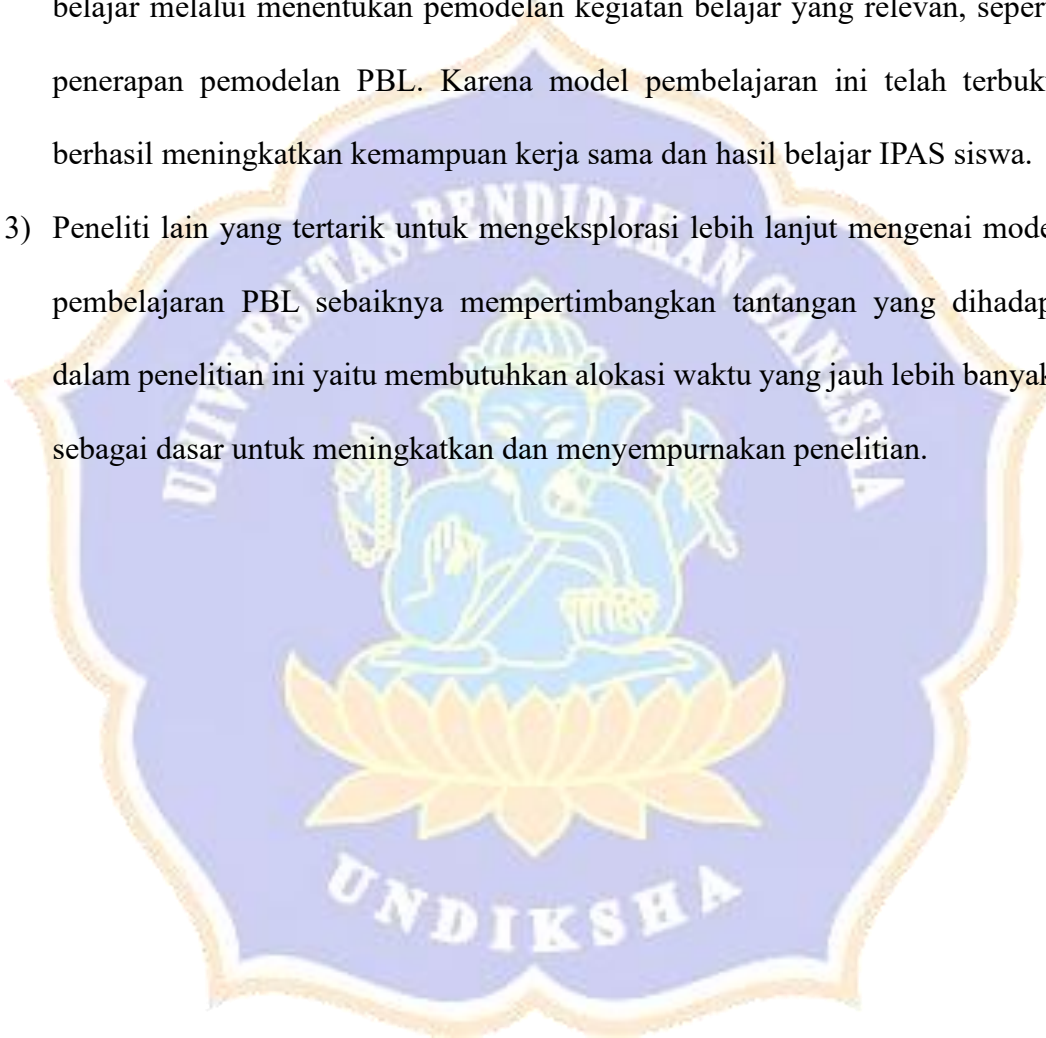 belajar melalui menentukan pemodelan kegiatan belajar yang relevan, seper
penerapan pemodelan PBL. Karena model pembelajaran ini telah terbuk
berhasil meningkatkan kemampuan kerja sama dan hasil belajar IPAS siswa.
3) Peneliti lain yang tertarik untuk mengeksplorasi lebih lanjut mengenai mode
pembelajaran PBL sebaiknya mempertimbangkan tantangan yang dihadap
dalam penelitian ini yaitu membutuhkan alokasi waktu yang jauh lebih banyak
sebagai dasar untuk meningkatkan dan menyempurnakan penelitian.
UNIVERSITAS PENDIDIKAN GANESHA
UNDIKSHA